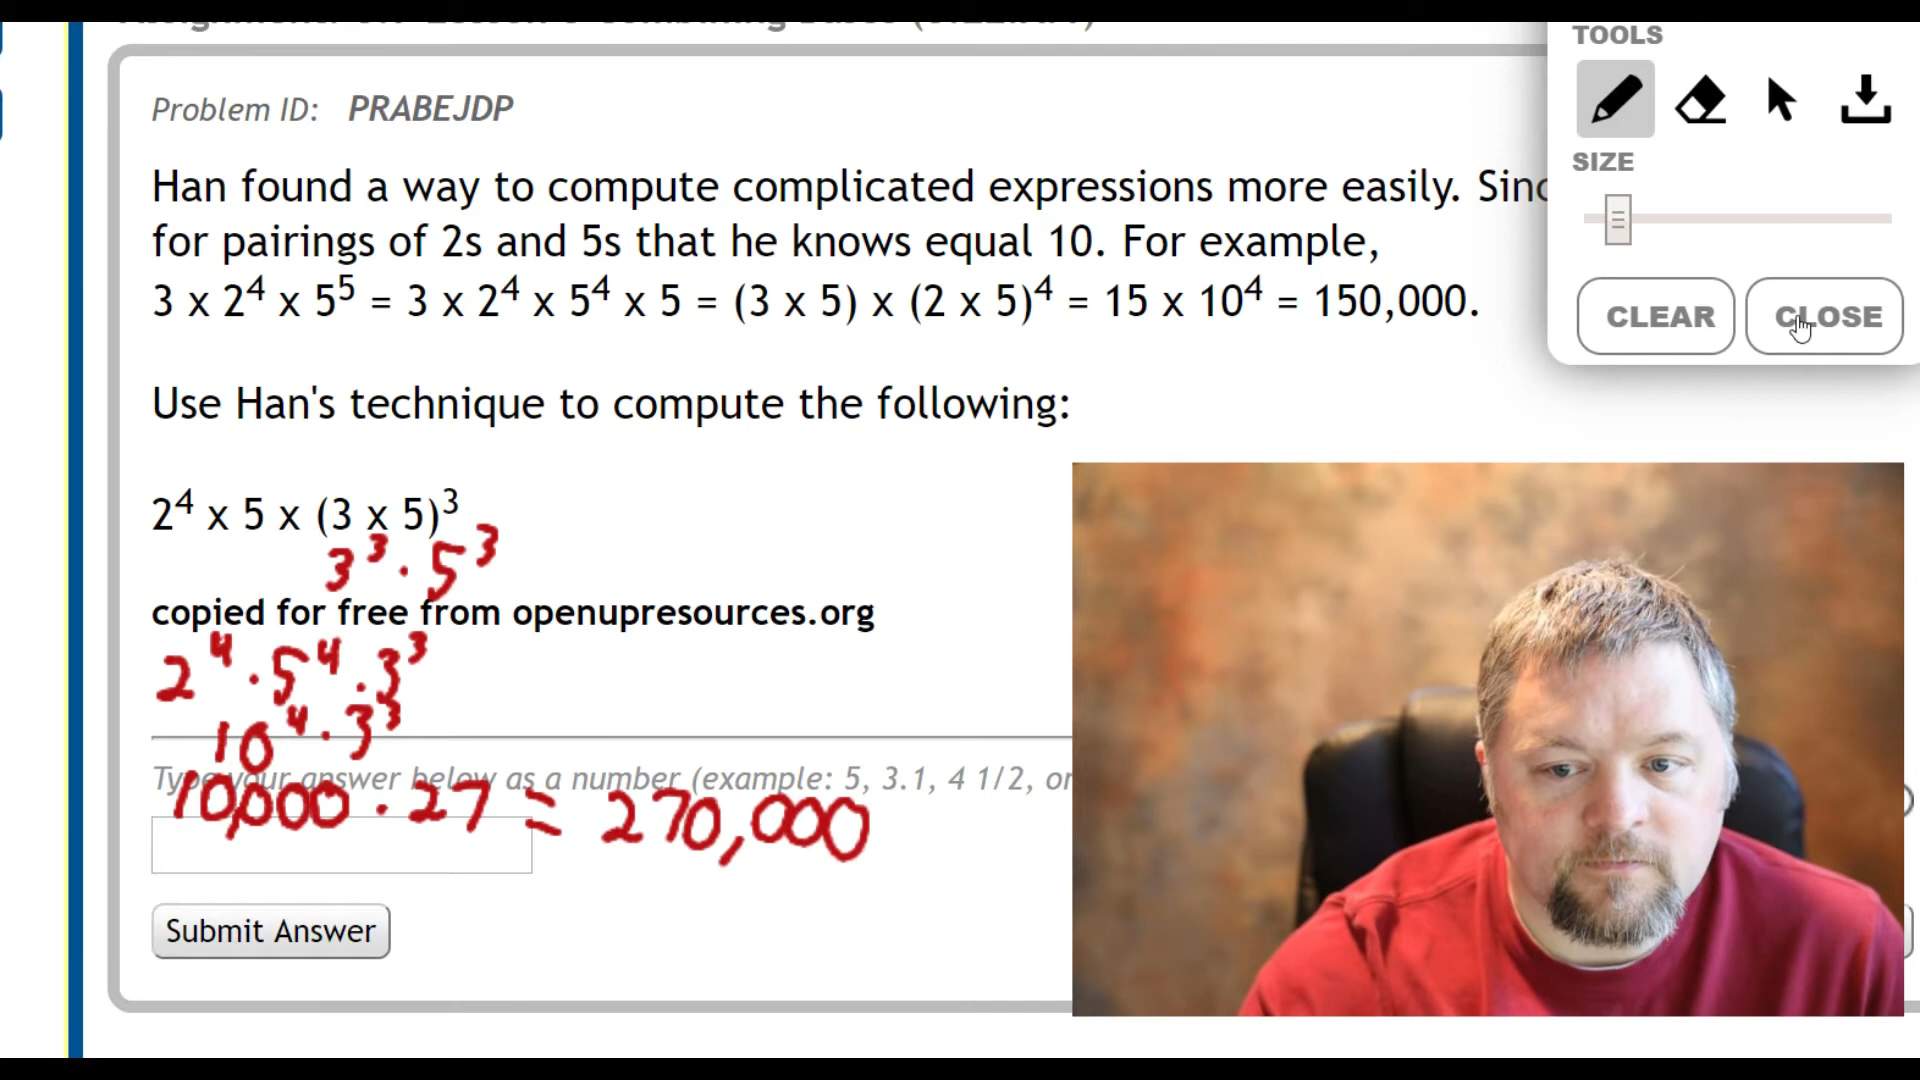 Problem ID: PRABEJDP
Han found a way to compute complicated expressions more easily. Sinc
for pairings of 2s and 5s that he knows equal 10. For example,
3 x 2⁴ x 5⁵ = 3 x 2⁴ x 5⁴ x 5 = (3 x 5) x (2 x 5)⁴ = 15 x 10⁴ = 150,000.
Use Han's technique to compute the following:
2⁴ x 5 x (3 x 5)³
3³ · 5³
copied for free from openupresources.org
2⁴ · 5⁴ · 3³
10⁴ · 3³
Type your answer below as a number (example: 5, 3.1, 4 1/2, or
10,000 · 27 = 270,000
Submit Answer
TOOLS
SIZE
CLEAR
CLOSE